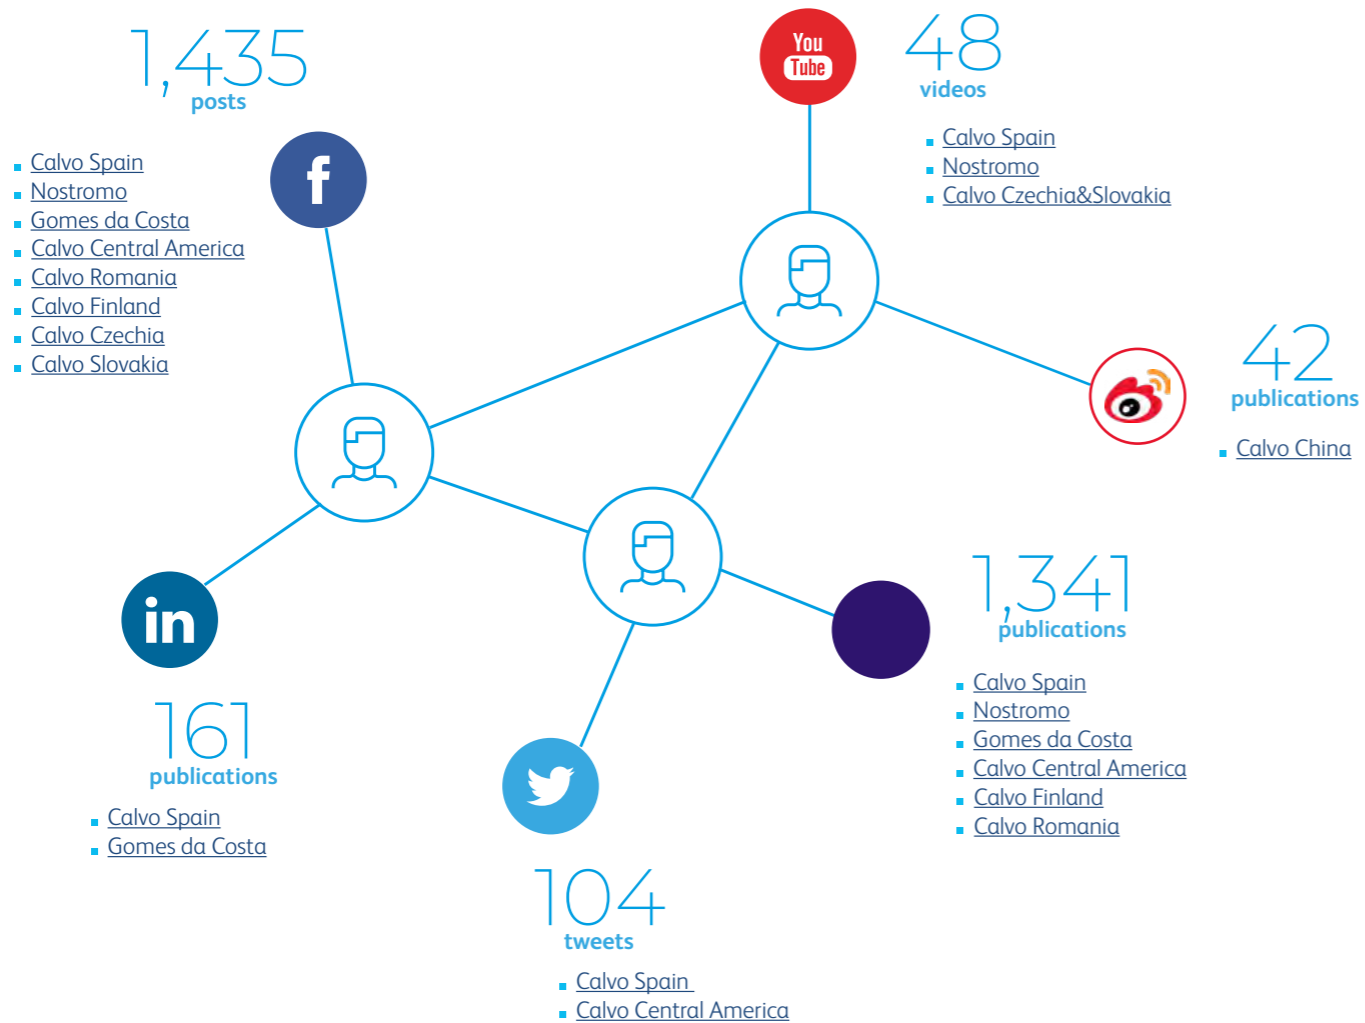 1,435
posts
Calvo Spain
Nostromo
Gomes da Costa
Calvo Central America
Calvo Romania
Calvo Finland
Calvo Czechia
Calvo Slovakia
f
You
Tube
48
videos
Calvo Spain
Nostromo
Calvo Czechia&Slovakia
42
publications
Calvo China
in
161
publications
Calvo Spain
Gomes da Costa
1,341
publications
Calvo Spain
Nostromo
Gomes da Costa
Calvo Central America
Calvo Finland
Calvo Romania
104
tweets
Calvo Spain
Calvo Central America